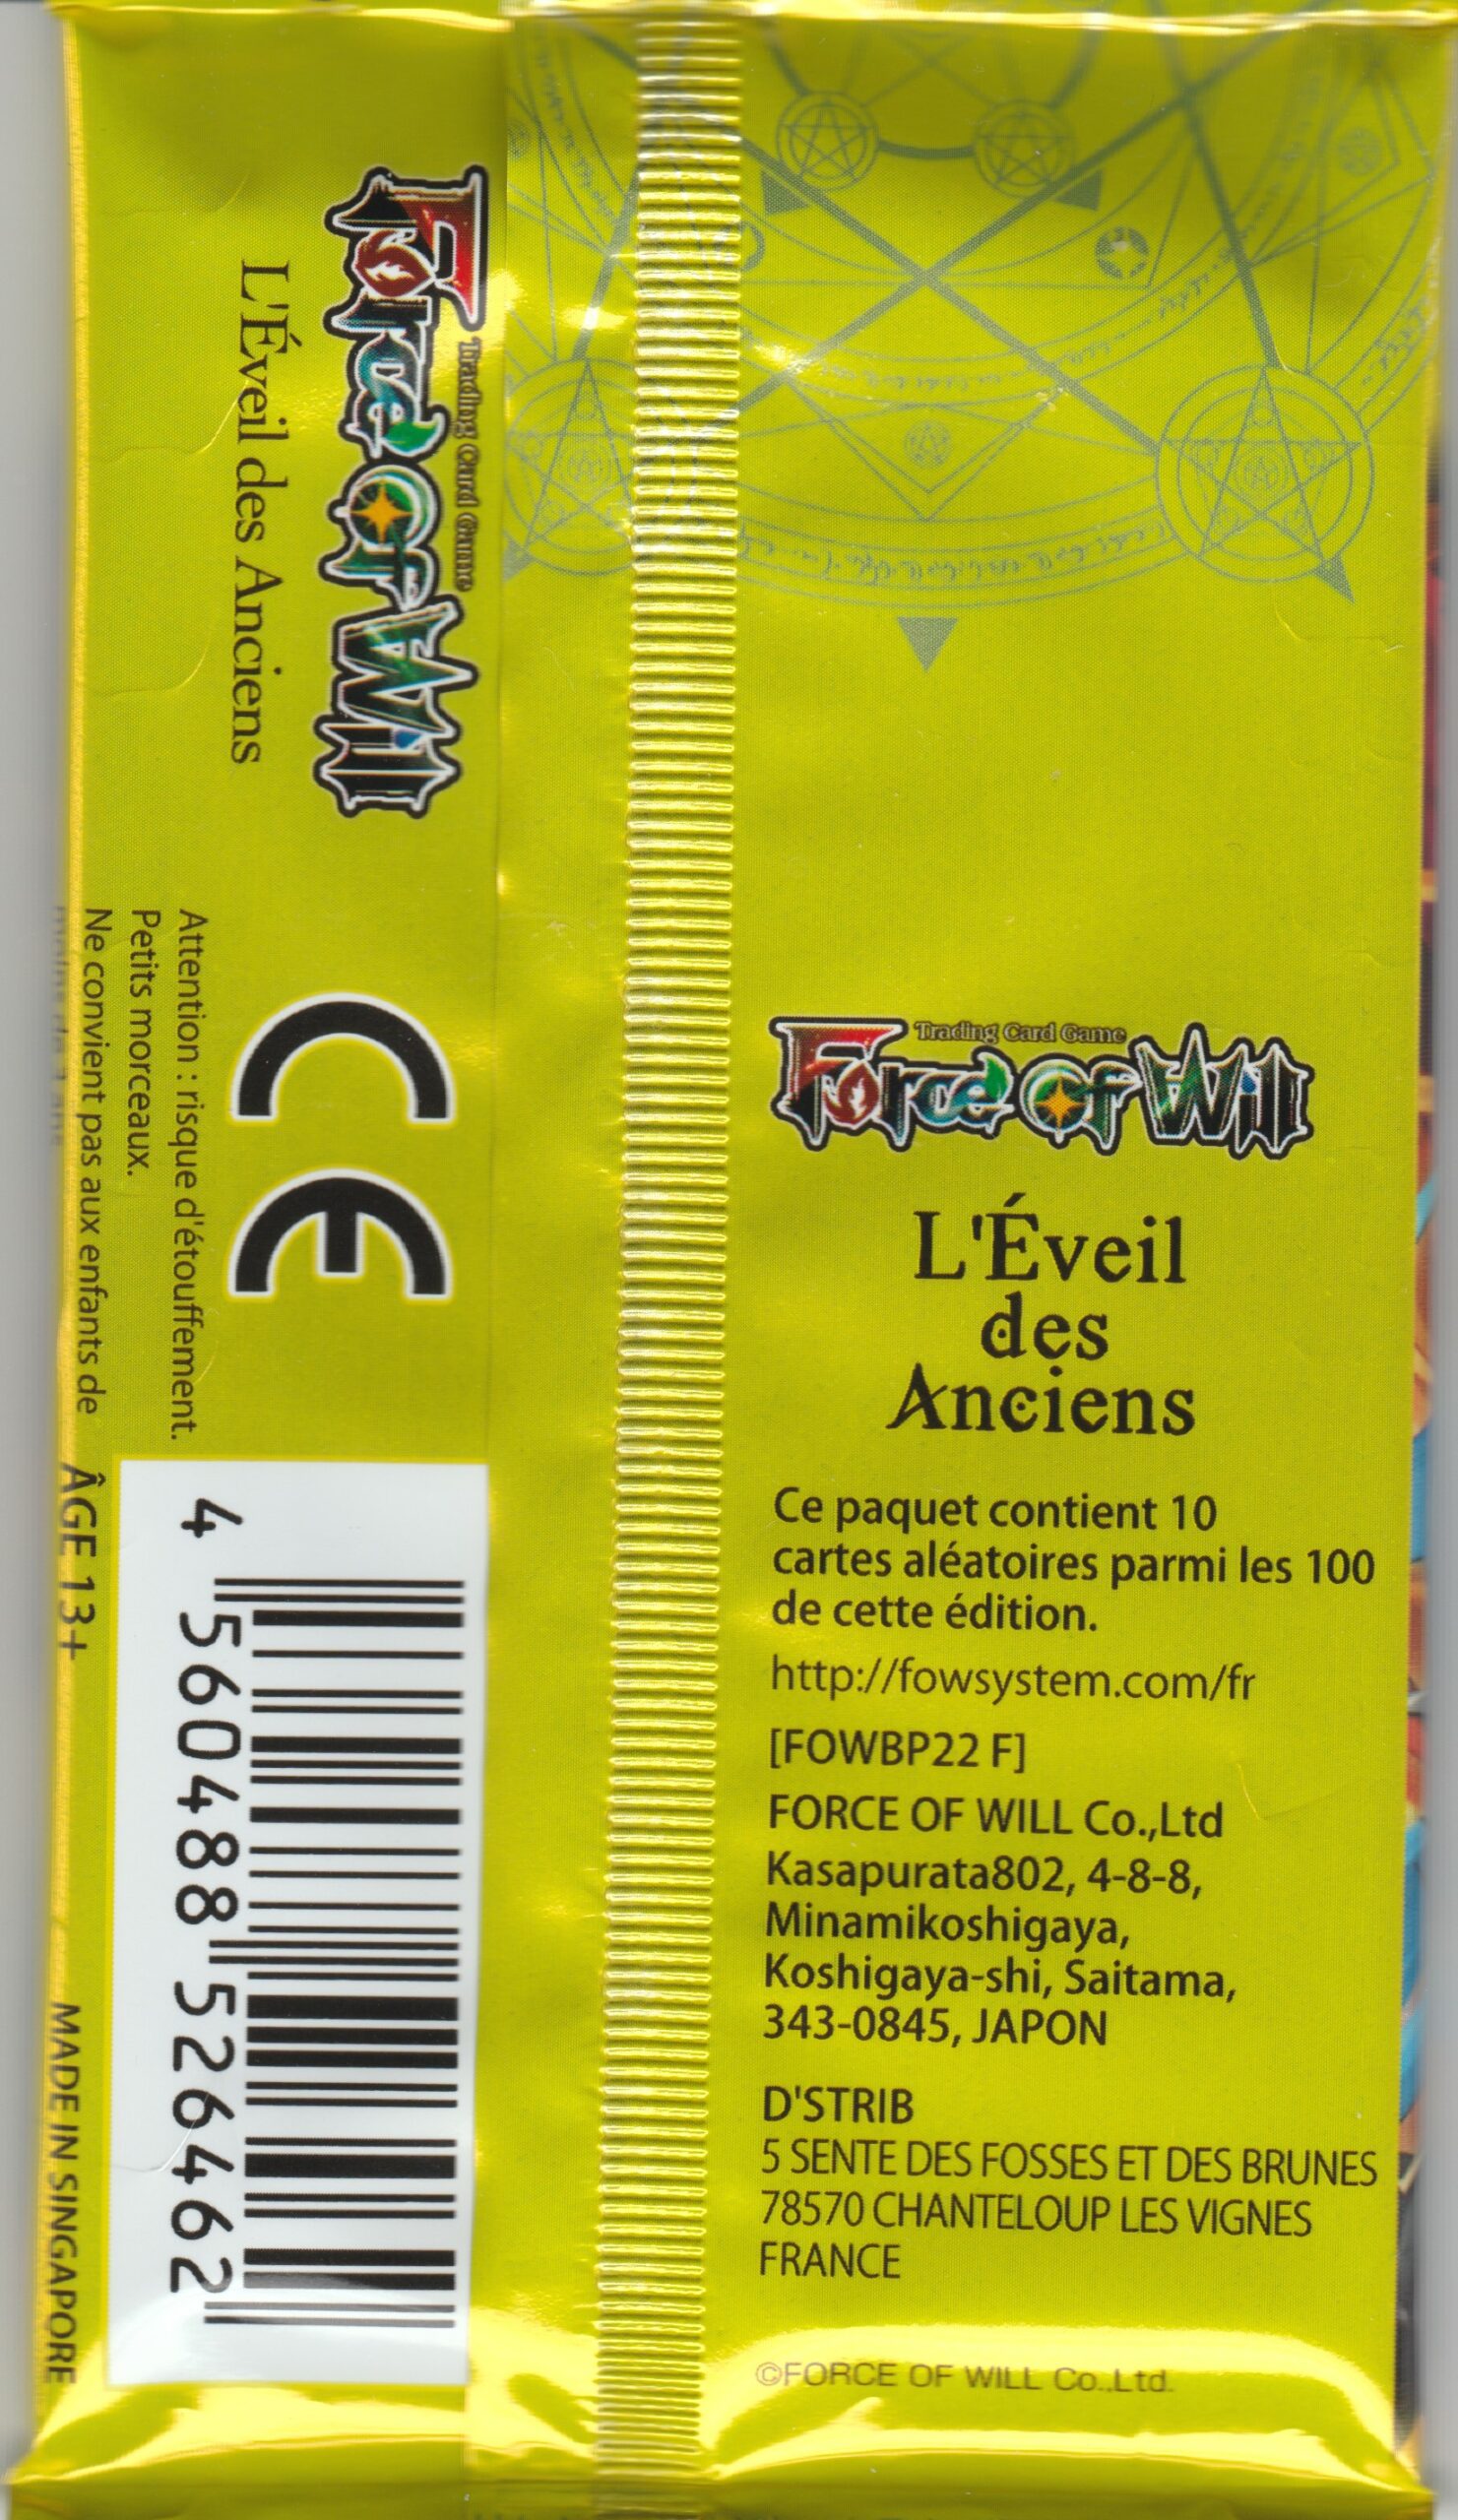 Trading Card Game
Force Of Will
L'Éveil des Anciens
Attention : risque d'étouffement.
Petits morceaux.
Ne convient pas aux enfants de
CE
ÂGE 13+
MADE IN SINGAPORE
4 560488 526462
Trading Card Game
Force Of Will
L'Éveil
des
Anciens
Ce paquet contient 10
cartes aléatoires parmi les 100
de cette édition.
http://fowsystem.com/fr
[FOWBP22 F]
FORCE OF WILL Co.,Ltd
Kasapurata802, 4-8-8,
Minamikoshigaya,
Koshigaya-shi, Saitama,
343-0845, JAPON
D'STRIB
5 SENTE DES FOSSES ET DES BRUNES
78570 CHANTELOUP LES VIGNES
FRANCE
©FORCE OF WILL Co.,Ltd.